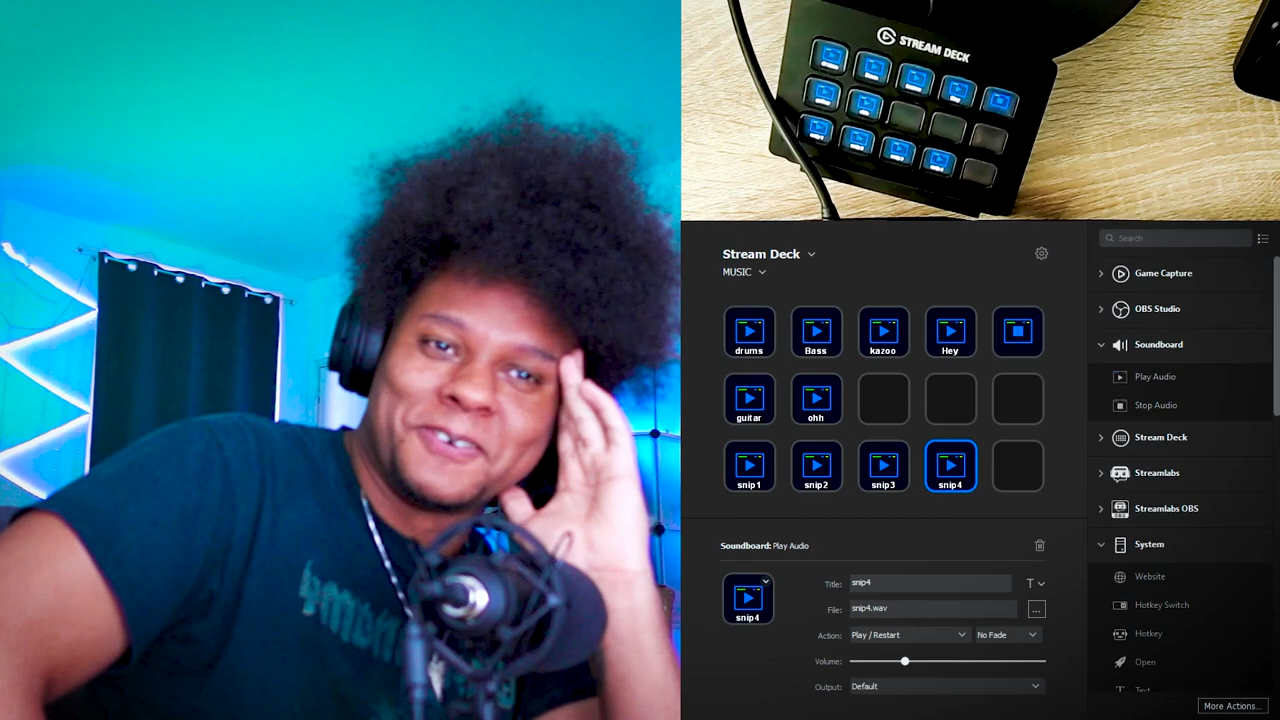 STREAM DECK
Stream Deck
MUSIC
drums
Bass
kazoo
Hey
guitar
ohh
snip1
snip2
snip3
snip4
Soundboard: Play Audio
snip4
Title:
snip4
T
File:
snip4.wav
...
Action:
Play / Restart
No Fade
Volume:
Output:
Default
Search
Game Capture
OBS Studio
Soundboard
Play Audio
Stop Audio
Stream Deck
Streamlabs
OBS
Streamlabs OBS
System
Website
Hotkey Switch
Hotkey
Open
T
Text
More Actions...